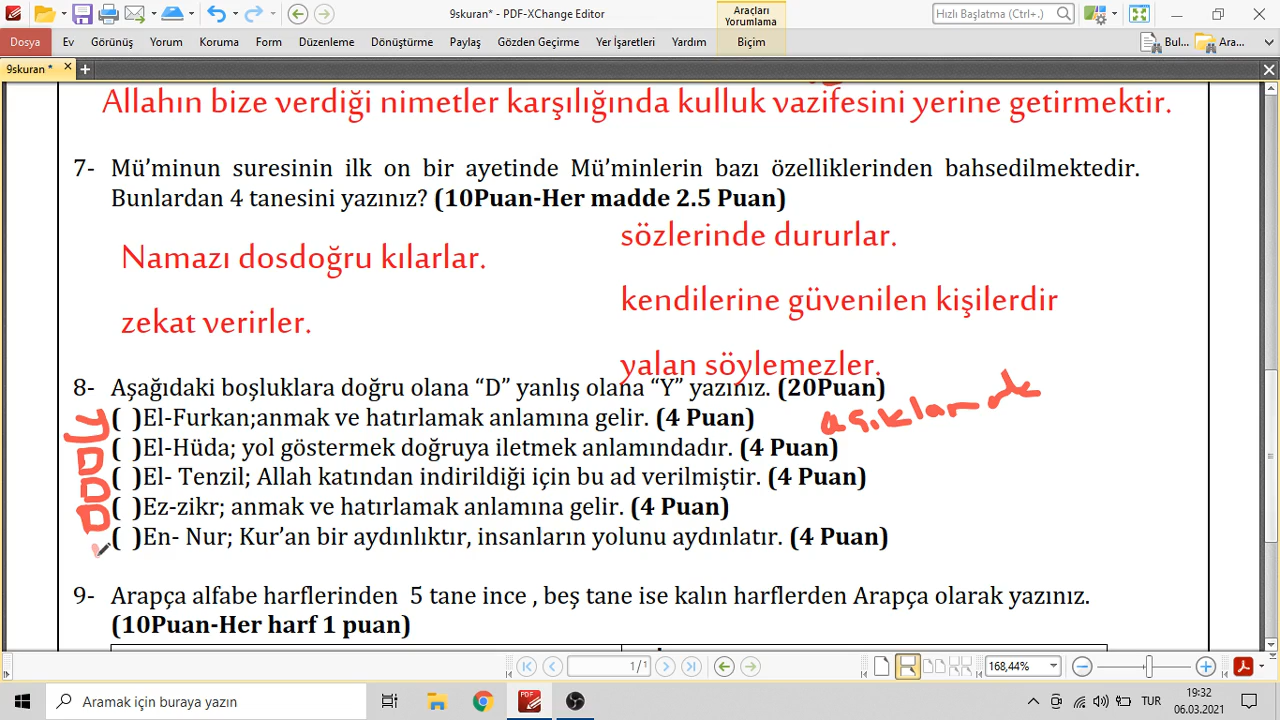 9skuran* - PDF-XChange Editor
Araçları Yorumlama
Hızlı Başlatma (Ctrl+.)
Dosya Ev Görünüş Yorum Koruma Form Düzenleme Dönüştürme Paylaş Gözden Geçirme Yer İşaretleri Yardım Biçim Bul... Ara...
9skuran *
Allahın bize verdiği nimetler karşılığında kulluk vazifesini yerine getirmektir.
7- Mü’minun suresinin ilk on bir ayetinde Mü’minlerin bazı özelliklerinden bahsedilmektedir.
Bunlardan 4 tanesini yazınız? (10Puan-Her madde 2.5 Puan)
sözlerinde dururlar.
Namazı dosdoğru kılarlar.
kendilerine güvenilen kişilerdir
zekat verirler.
yalan söylemezler.
8- Aşağıdaki boşluklara doğru olana “D” yanlış olana “Y” yazınız. (20Puan)
Y ( )El-Furkan;anmak ve hatırlamak anlamına gelir. (4 Puan)
D ( )El-Hüda; yol göstermek doğruya iletmek anlamındadır. (4 Puan)
D ( )El- Tenzil; Allah katından indirildiği için bu ad verilmiştir. (4 Puan)
D ( )Ez-zikr; anmak ve hatırlamak anlamına gelir. (4 Puan)
( )En- Nur; Kur’an bir aydınlıktır, insanların yolunu aydınlatır. (4 Puan)
9- Arapça alfabe harflerinden 5 tane ince , beş tane ise kalın harflerden Arapça olarak yazınız.
(10Puan-Her harf 1 puan)
1/1
168,44%
Aramak için buraya yazın
TUR
19:32
06.03.2021